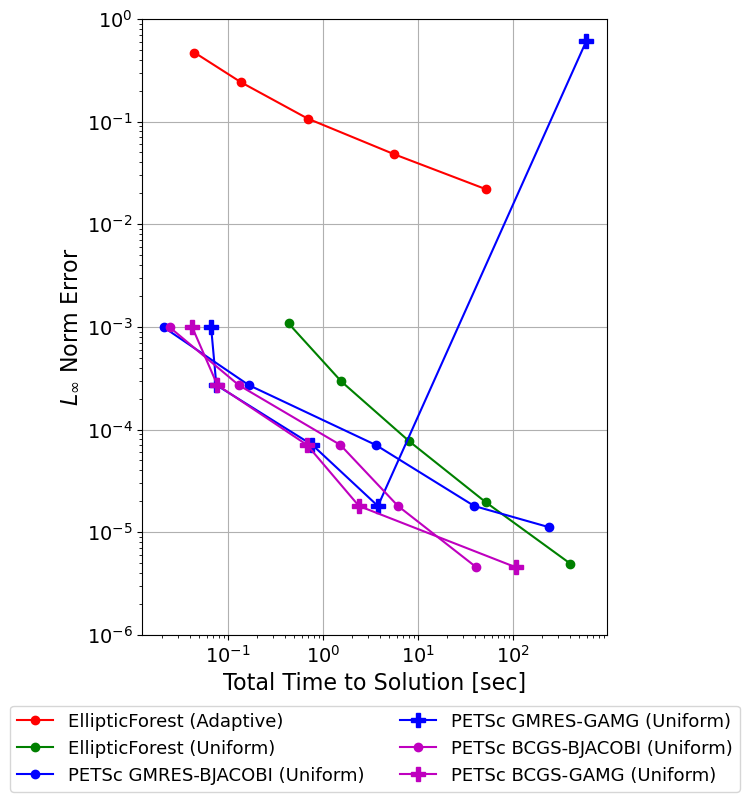 10⁰
10⁻¹
10⁻²
10⁻³
10⁻⁴
10⁻⁵
10⁻⁶
L∞ Norm Error
10⁻¹ 10⁰ 10¹ 10²
Total Time to Solution [sec]
EllipticForest (Adaptive)
EllipticForest (Uniform)
PETSc GMRES-BJACOBI (Uniform)
PETSc GMRES-GAMG (Uniform)
PETSc BCGS-BJACOBI (Uniform)
PETSc BCGS-GAMG (Uniform)